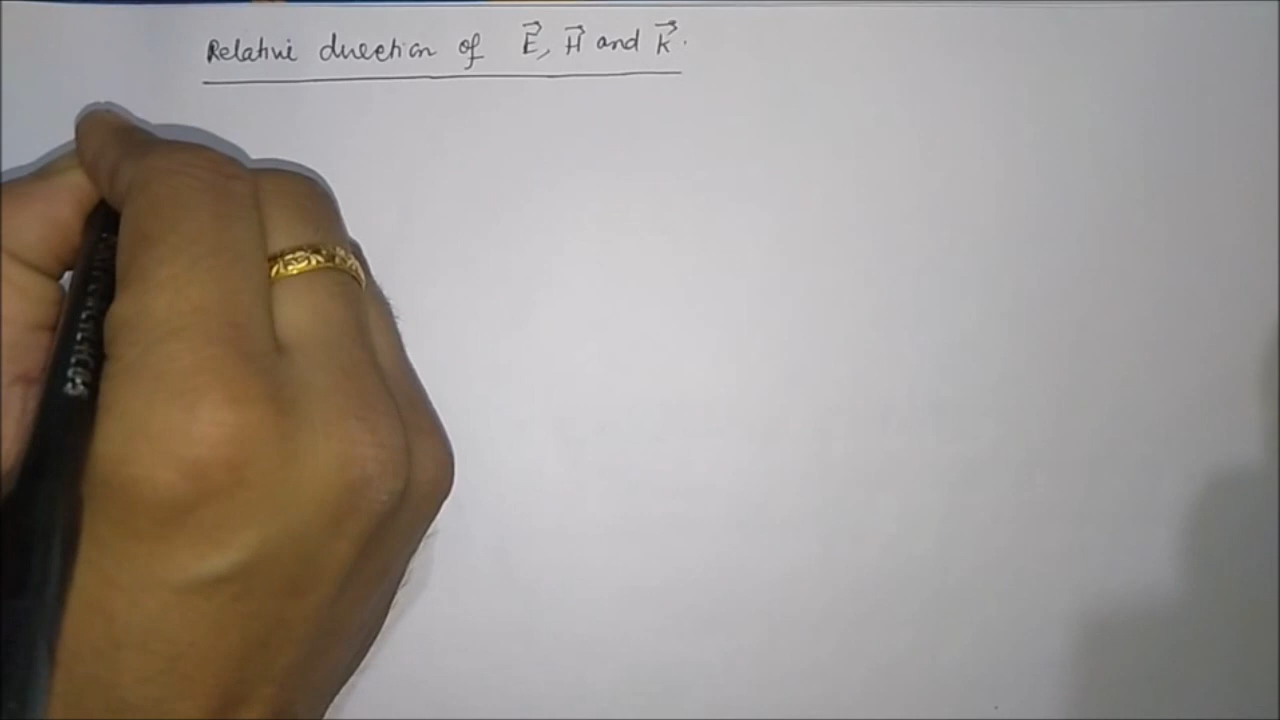 Relative direction of E⃗, H⃗ and K⃗.